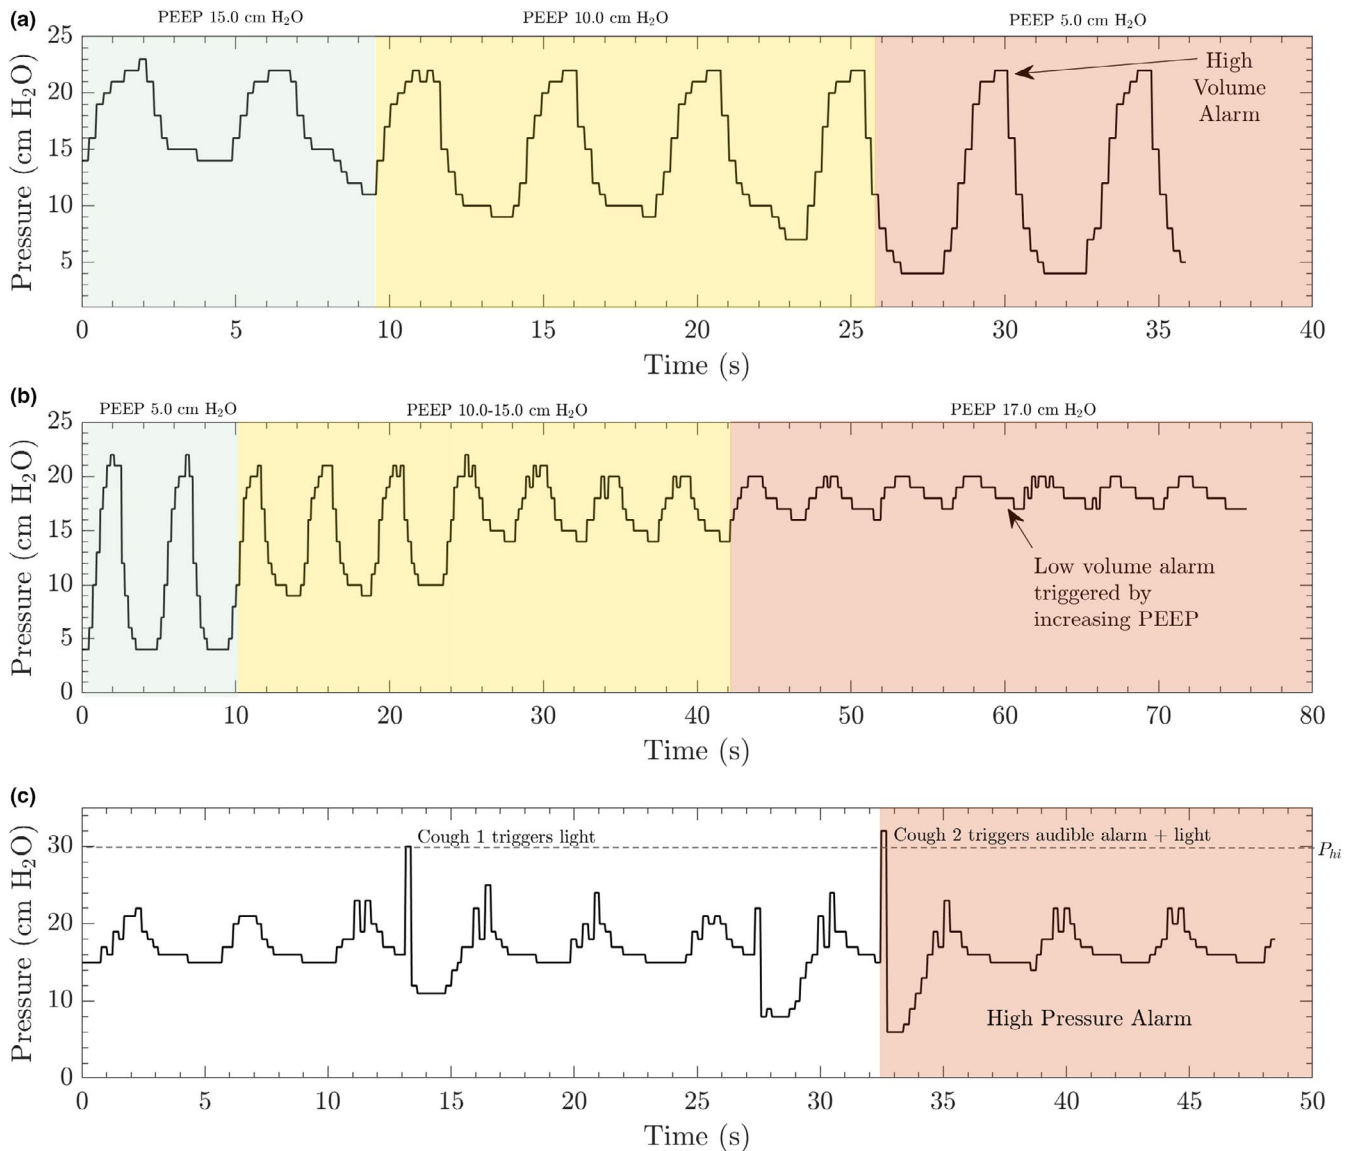 (a)
PEEP 15.0 cm H₂O PEEP 10.0 cm H₂O PEEP 5.0 cm H₂O
25
20
15
10
5
Pressure (cm H₂O)
High
Volume
Alarm
0 5 10 15 20 25 30 35 40
Time (s)
(b)
PEEP 5.0 cm H₂O PEEP 10.0-15.0 cm H₂O PEEP 17.0 cm H₂O
25
20
15
10
5
0
Pressure (cm H₂O)
Low volume alarm
triggered by
increasing PEEP
0 10 20 30 40 50 60 70 80
Time (s)
(c)
30
20
10
0
Pressure (cm H₂O)
Cough 1 triggers light
Cough 2 triggers audible alarm + light
P_hi
High Pressure Alarm
0 5 10 15 20 25 30 35 40 45 50
Time (s)